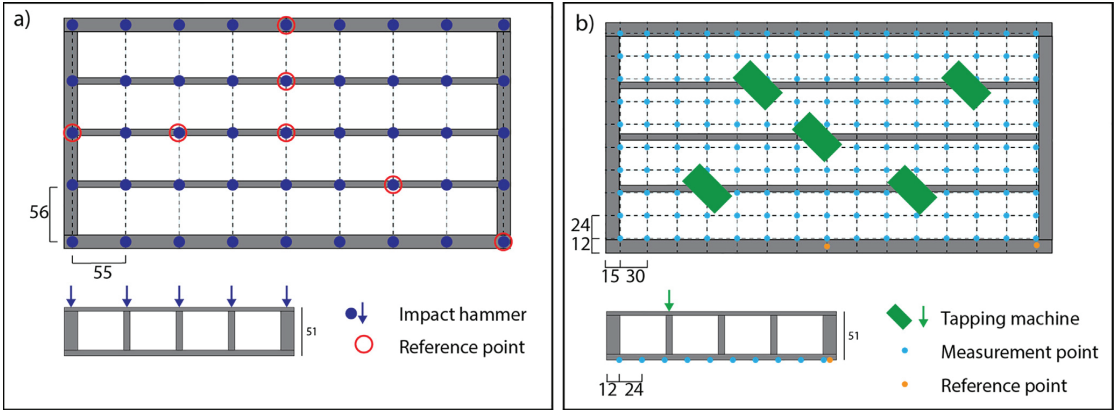 a)
56
55
51
Impact hammer
Reference point
b)
24
12
15 30
51
12 24
Tapping machine
Measurement point
Reference point